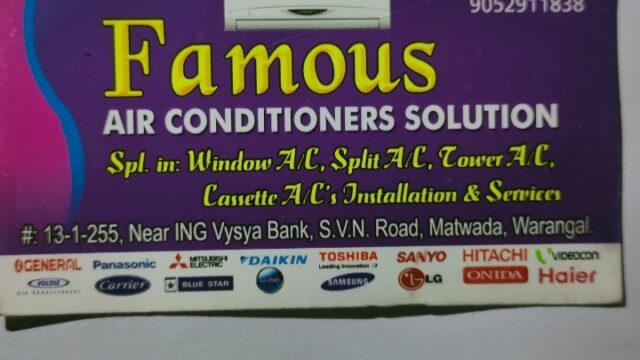 9052911838
Famous
AIR CONDITIONERS SOLUTION
Spl. in: Window A/C, Split A/C, Tower A/C,
Cassette A/C's Installation & Services
#: 13-1-255, Near ING Vysya Bank, S.V.N. Road, Matwada, Warangal.
GENERAL Panasonic MITSUBISHI ELECTRIC DAIKIN TOSHIBA Leading Innovation SANYO HITACHI VIDEOCON
VOLTAS AIR CONDITIONERS Carrier BLUE STAR SAMSUNG LG ONIDA Haier